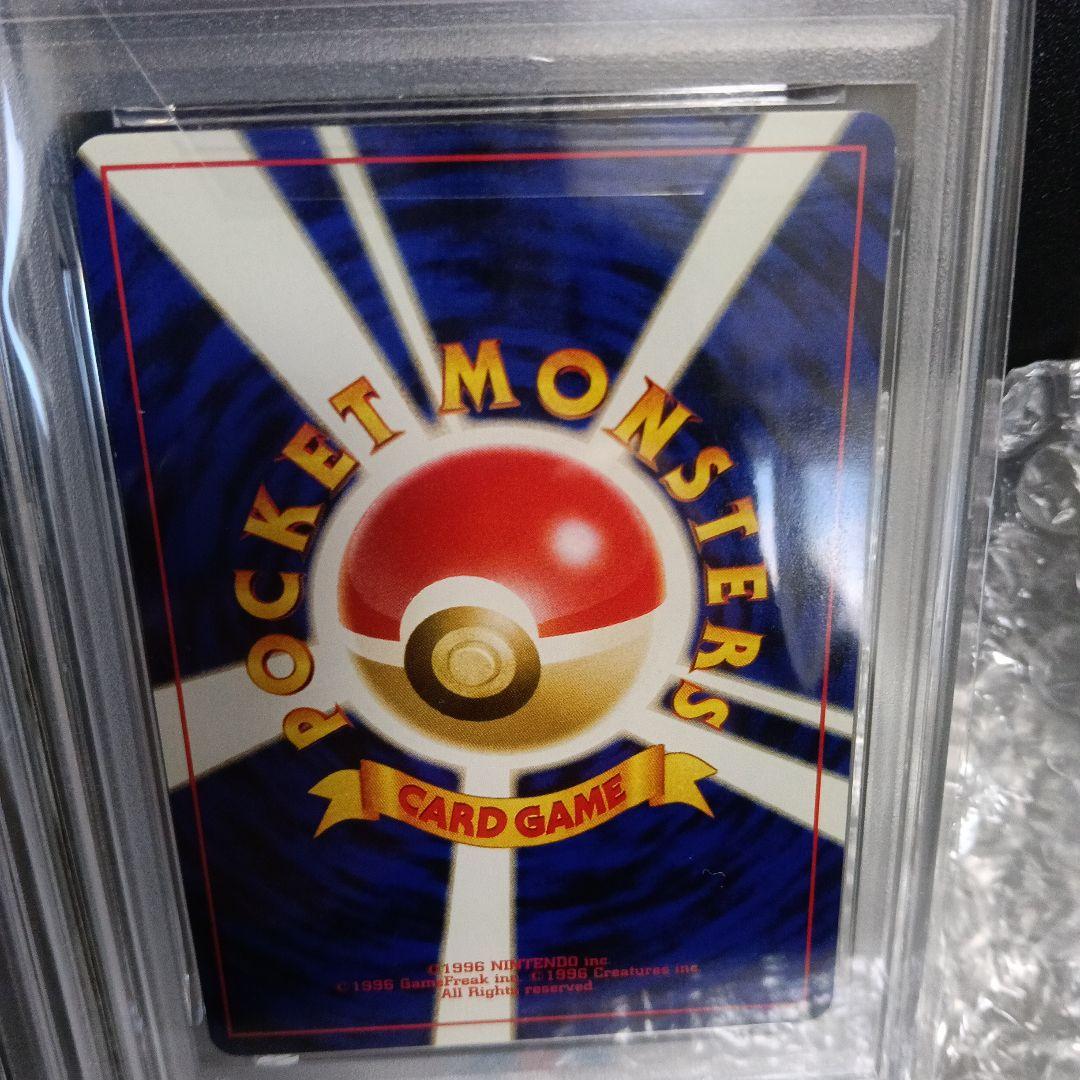 POCKET MONSTERS
CARD GAME
©1996 NINTENDO inc.
©1996 GameFreak inc. ©1996 Creatures inc.
All Rights reserved